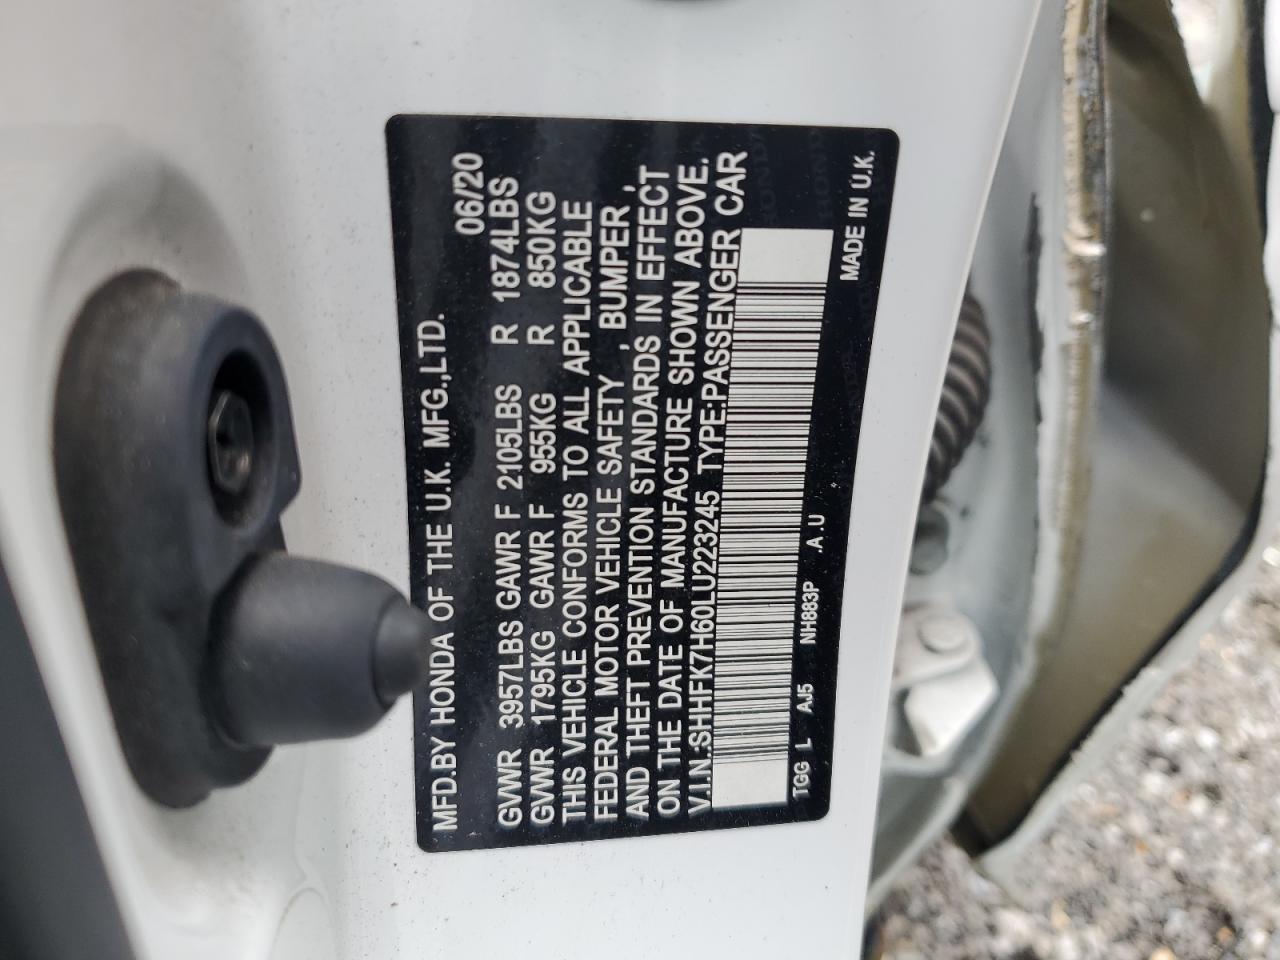 MFD.BY HONDA OF THE U.K. MFG.,LTD. 06/20
GVWR 3957LBS GAWR F 2105LBS R 1874LBS
GVWR 1795KG GAWR F 955KG R 850KG
THIS VEHICLE CONFORMS TO ALL APPLICABLE
FEDERAL MOTOR VEHICLE SAFETY , BUMPER ,
AND THEFT PREVENTION STANDARDS IN EFFECT
ON THE DATE OF MANUFACTURE SHOWN ABOVE.
V.I.N.:SHHFK7H60LU223245 TYPE:PASSENGER CAR
TGG L AJ5 NH883P .A.U MADE IN U.K.